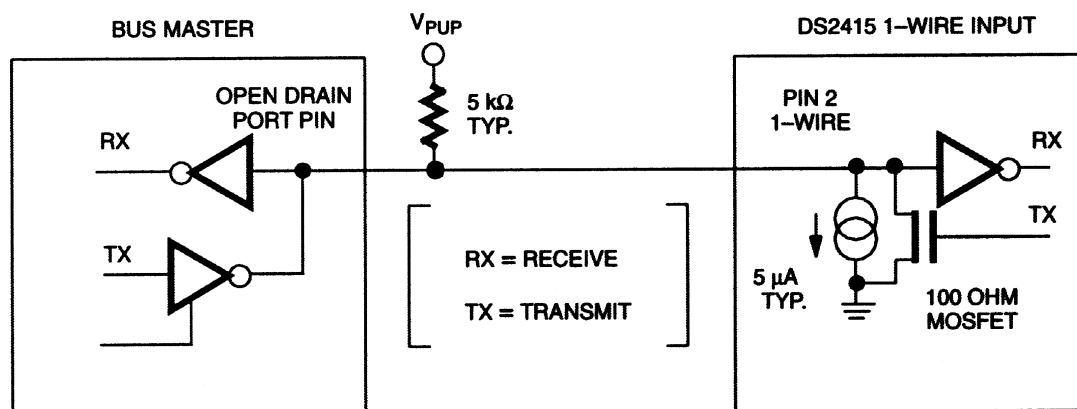 BUS MASTER
VPUP
DS2415 1–WIRE INPUT
OPEN DRAIN
PORT PIN
5 kΩ
TYP.
PIN 2
1–WIRE
RX
RX
TX
TX
RX = RECEIVE
TX = TRANSMIT
5 µA
TYP.
100 OHM
MOSFET